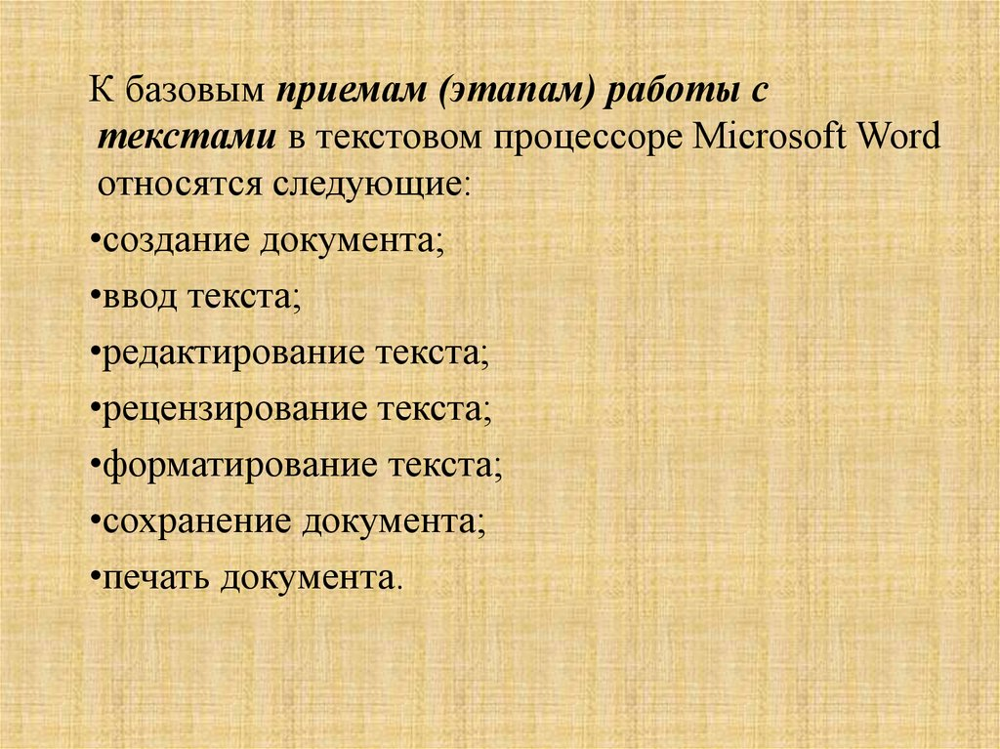 К базовым приемам (этапам) работы с
текстами в текстовом процессоре Microsoft Word
относятся следующие:
•создание документа;
•ввод текста;
•редактирование текста;
•рецензирование текста;
•форматирование текста;
•сохранение документа;
•печать документа.